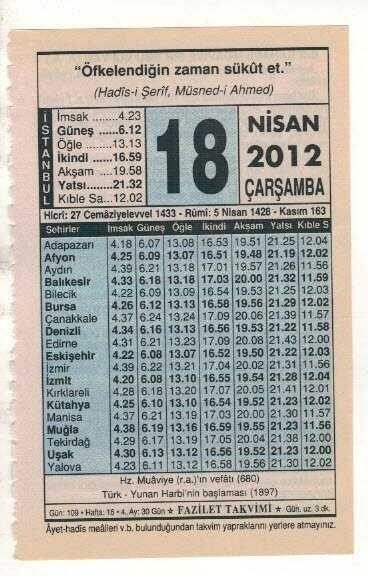 “Öfkelendiğin zaman sükût et.”
(Hadîs-i Şerîf, Müsned-i Ahmed)
İSTANBUL
İmsak ........4.23
Güneş ......6.12
Öğle ........13.13
İkindi ......16.59
Akşam ...19.58
Yatsı.......21.32
Kıble Sa...12.02
18
NİSAN
2012
ÇARŞAMBA
Hicrî: 27 Cemâziyelevvel 1433 - Rûmi: 5 Nisan 1428 - Kasım 163
Şehirler İmsak Güneş Öğle İkindi Akşam Yatsı Kıble S
Adapazarı 4.18 6.07 13.08 16.53 19.51 21.25 12.04
Afyon 4.25 6.09 13.07 16.51 19.48 21.19 12.02
Aydın 4.39 6.21 13.18 17.01 19.57 21.26 11.56
Balıkesir 4.33 6.18 13.18 17.03 20.00 21.32 11.59
Bilecik 4.22 6.09 13.09 16.54 19.53 21.25 12.03
Bursa 4.26 6.12 13.13 16.58 19.56 21.29 12.02
Çanakkale 4.37 6.24 13.24 17.09 20.06 21.39 11.57
Denizli 4.34 6.16 13.13 16.56 19.53 21.22 11.58
Edirne 4.31 6.21 13.23 17.09 20.08 21.43 12.00
Eskişehir 4.22 6.08 13.07 16.52 19.50 21.22 12.03
İzmir 4.39 6.22 13.21 17.04 20.02 21.31 11.56
İzmit 4.20 6.08 13.10 16.55 19.54 21.28 12.04
Kırklareli 4.28 6.18 13.20 17.07 20.05 21.41 12.01
Kütahya 4.25 6.10 13.10 16.54 19.52 21.23 12.02
Manisa 4.37 6.21 13.19 17.03 20.00 21.30 11.57
Muğla 4.38 6.19 13.16 16.59 19.55 21.23 11.56
Tekirdağ 4.29 6.17 13.19 17.05 20.03 21.38 12.00
Uşak 4.30 6.13 13.12 16.56 19.52 21.23 12.00
Yalova 4.23 6.11 13.12 16.58 19.56 21.30 12.02
Hz. Muâviye (r.a.)'ın vefâtı (680)
Türk - Yunan Harbi'nin başlaması (1897)
Gün: 109 • Hafta: 16 • 4. Ay: 30 Gün ★ FAZİLET TAKVİMİ ★ Gün. uz. 3 dk.
Âyet-hadîs meâlleri v.b. bulunduğundan takvim yapraklarını yerlere atmayınız.